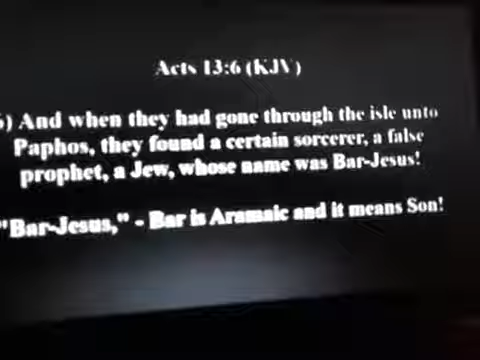 Acts 13:6 (KJV)
6) And when they had gone through the isle unto
Paphos, they found a certain sorcerer, a false
prophet, a Jew, whose name was Bar-Jesus!
"Bar-Jesus," - Bar is Aramaic and it means Son!